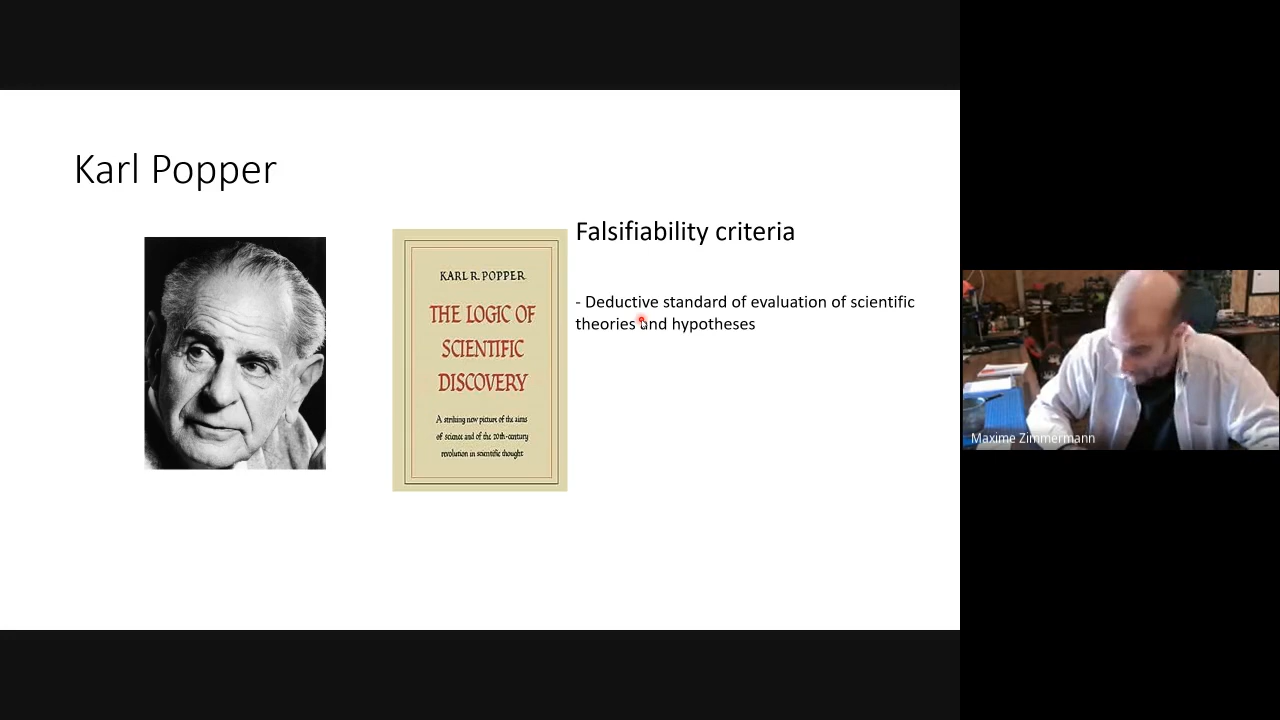 Karl Popper
KARL R. POPPER
THE LOGIC OF
SCIENTIFIC
DISCOVERY
A striking new picture of the aims
of science and of the 20th-century
revolution in scientific thought
Falsifiability criteria
- Deductive standard of evaluation of scientific
theories and hypotheses
Maxime Zimmermann